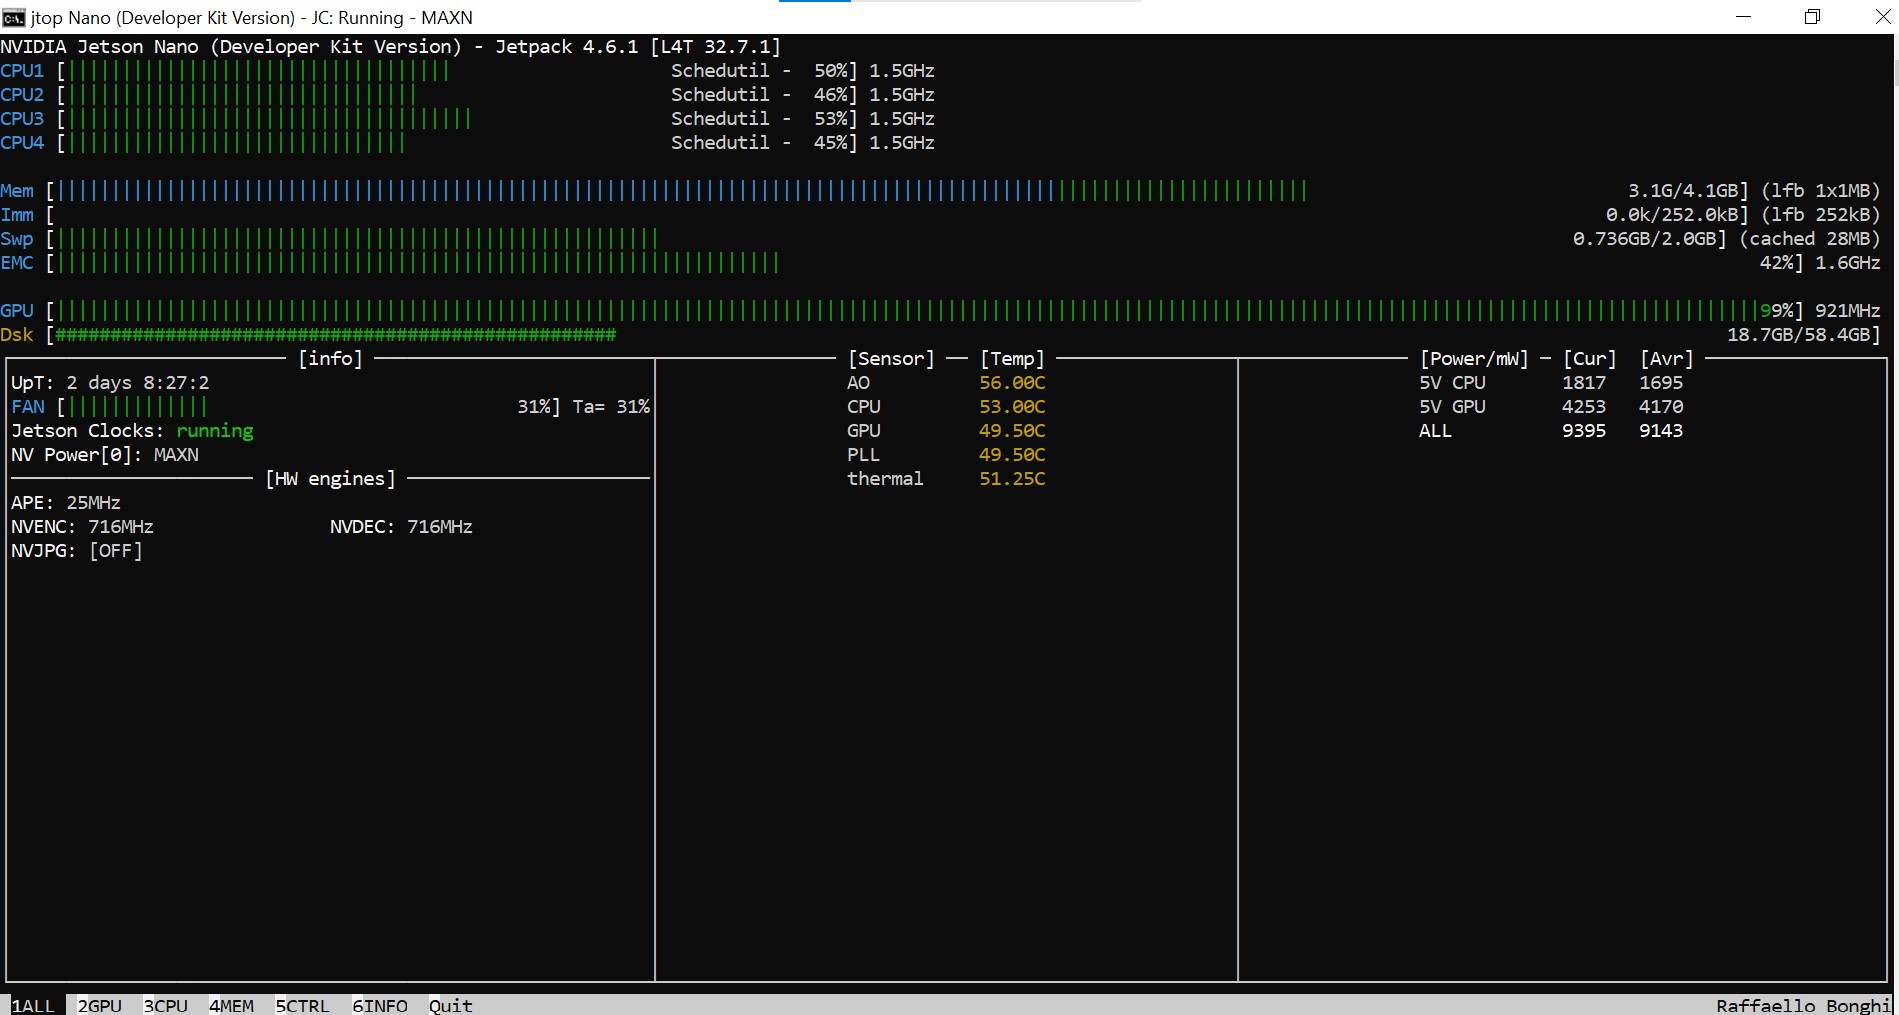 jtop Nano (Developer Kit Version) - JC: Running - MAXN
NVIDIA Jetson Nano (Developer Kit Version) - Jetpack 4.6.1 [L4T 32.7.1]
CPU1 [ Schedutil - 50%] 1.5GHz
CPU2 [ Schedutil - 46%] 1.5GHz
CPU3 [ Schedutil - 53%] 1.5GHz
CPU4 [ Schedutil - 45%] 1.5GHz
Mem [ 3.1G/4.1GB] (lfb 1x1MB)
Imm [ 0.0k/252.0kB] (lfb 252kB)
Swp [ 0.736GB/2.0GB] (cached 28MB)
EMC [ 42%] 1.6GHz
GPU [ 99%] 921MHz
Dsk [################################################### 18.7GB/58.4GB]
[info]
UpT: 2 days 8:27:2
FAN [ 31%] Ta= 31%
Jetson Clocks: running
NV Power[0]: MAXN
[HW engines]
APE: 25MHz
NVENC: 716MHz NVDEC: 716MHz
NVJPG: [OFF]
[Sensor] [Temp]
AO 56.00C
CPU 53.00C
GPU 49.50C
PLL 49.50C
thermal 51.25C
[Power/mW] [Cur] [Avr]
5V CPU 1817 1695
5V GPU 4253 4170
ALL 9395 9143
1ALL 2GPU 3CPU 4MEM 5CTRL 6INFO Quit Raffaello Bonghi